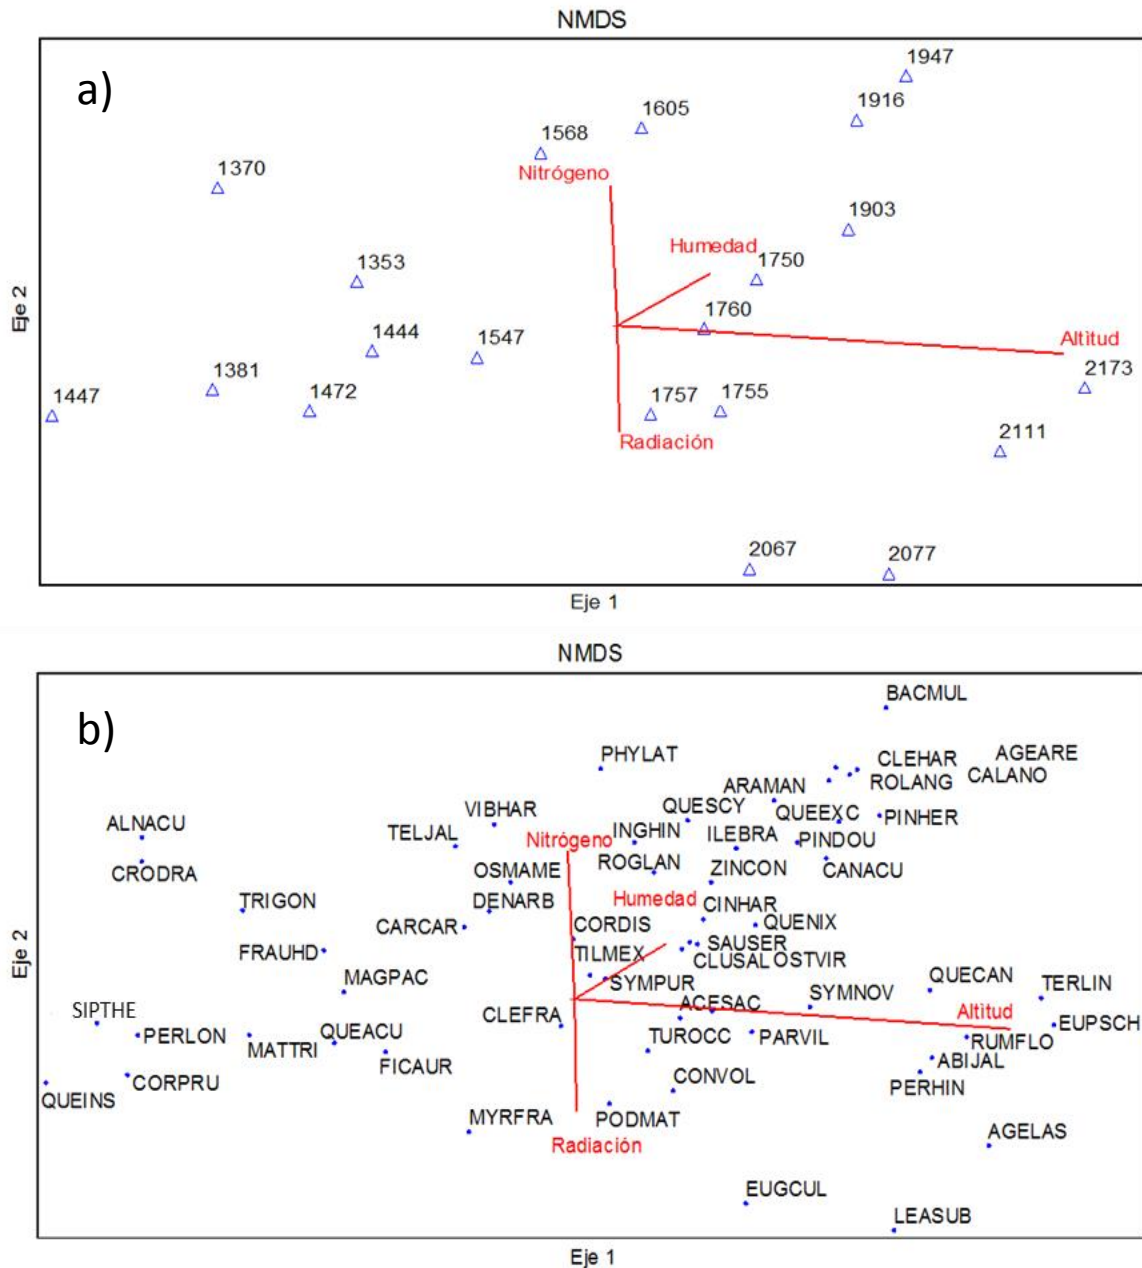 NMDS
a)
1947
1916
1605
1568
Nitrógeno
1370
1903
Humedad
1750
1353
1760
Altitud
1444
1547
2173
1381
1447
1472
1757
1755
Radiación
2111
2067
2077
Eje 2
Eje 1
NMDS
b)
BACMUL
PHYLAT
CLEHAR
AGEARE
ROLANG
CALANO
ARAMAN
QUESCY
QUEEXC
PINHER
ALNACU
VIBHAR
TELJAL
Nitrógeno
INGHIN
ILEBRA
PINDOU
CRODRA
ROGLAN
OSMAME
ZINCON
CANACU
TRIGON
DENARB
Humedad
CINHAR
CARCAR
CORDIS
QUENIX
FRAUHD
SAUSER
TILMEX
CLUSAL
OSTVIR
MAGPAC
SYMPUR
QUECAN
TERLIN
SIPTHE
CLEFRA
ACESAC
SYMNOV
Altitud
EUPSCH
PERLON
QUEACU
MATTRI
TUROCC
PARVIL
RUMFLO
FICAUR
ABIJAL
CORPRU
CONVOL
PERHIN
QUEINS
MYRFRA
PODMAT
Radiación
AGELAS
EUGCUL
LEASUB
Eje 2
Eje 1